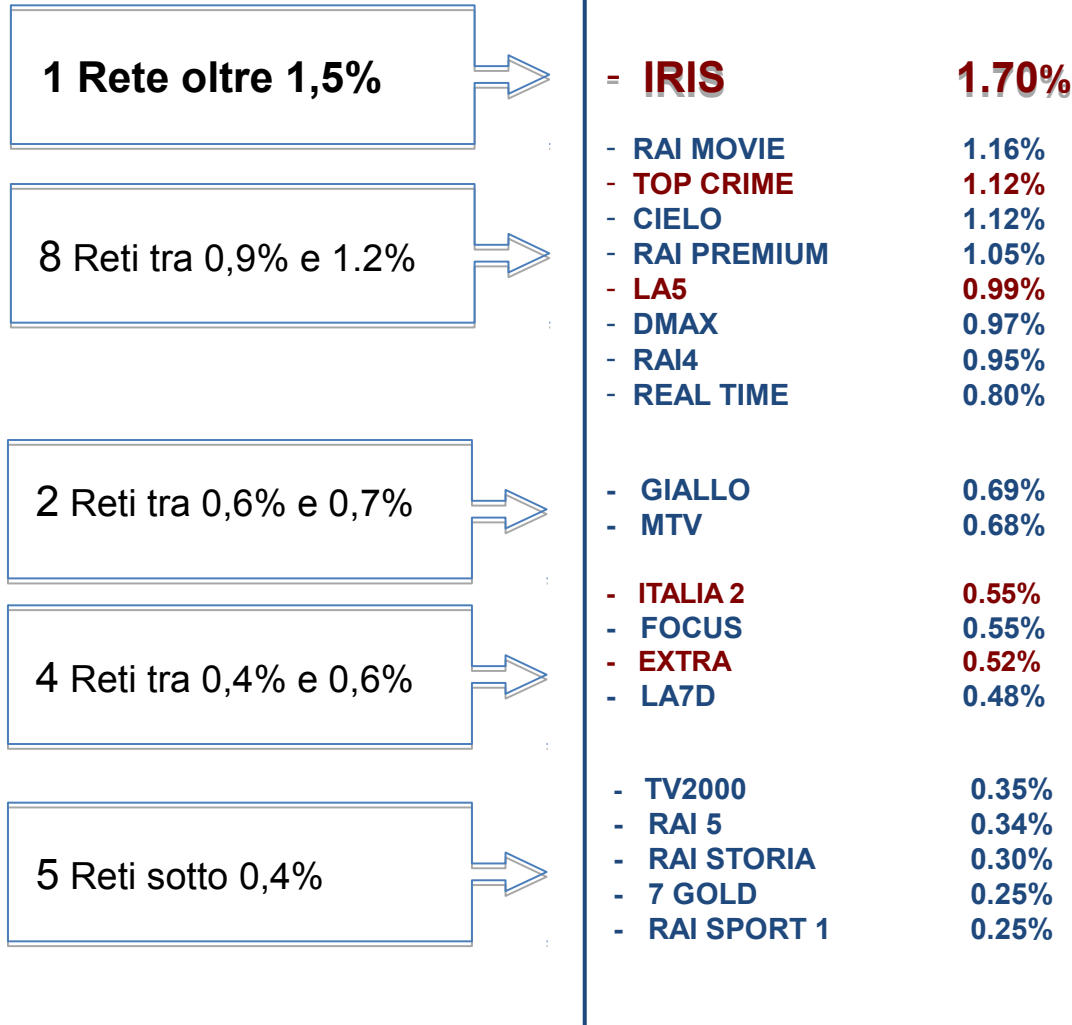 1 Rete oltre 1,5%
- IRIS 1.70%
- RAI MOVIE 1.16%
- TOP CRIME 1.12%
- CIELO 1.12%
8 Reti tra 0,9% e 1.2%
- RAI PREMIUM 1.05%
- LA5 0.99%
- DMAX 0.97%
- RAI4 0.95%
- REAL TIME 0.80%
2 Reti tra 0,6% e 0,7%
- GIALLO 0.69%
- MTV 0.68%
4 Reti tra 0,4% e 0,6%
- ITALIA 2 0.55%
- FOCUS 0.55%
- EXTRA 0.52%
- LA7D 0.48%
5 Reti sotto 0,4%
- TV2000 0.35%
- RAI 5 0.34%
- RAI STORIA 0.30%
- 7 GOLD 0.25%
- RAI SPORT 1 0.25%